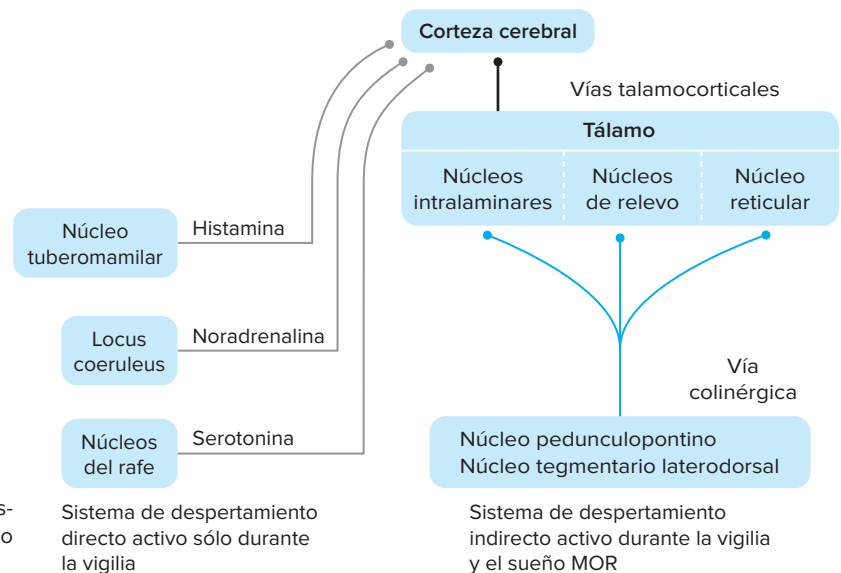 Corteza cerebral
Vías talamocorticales
Tálamo
Núcleos
intralaminares
Núcleos
de relevo
Núcleo
reticular
Núcleo
tuberomamilar
Histamina
Locus
coeruleus
Noradrenalina
Núcleos
del rafe
Serotonina
Vía
colinérgica
Núcleo pedunculopontino
Núcleo tegmentario laterodorsal
s-
o
Sistema de despertamiento
directo activo sólo durante
la vigilia
Sistema de despertamiento
indirecto activo durante la vigilia
y el sueño MOR